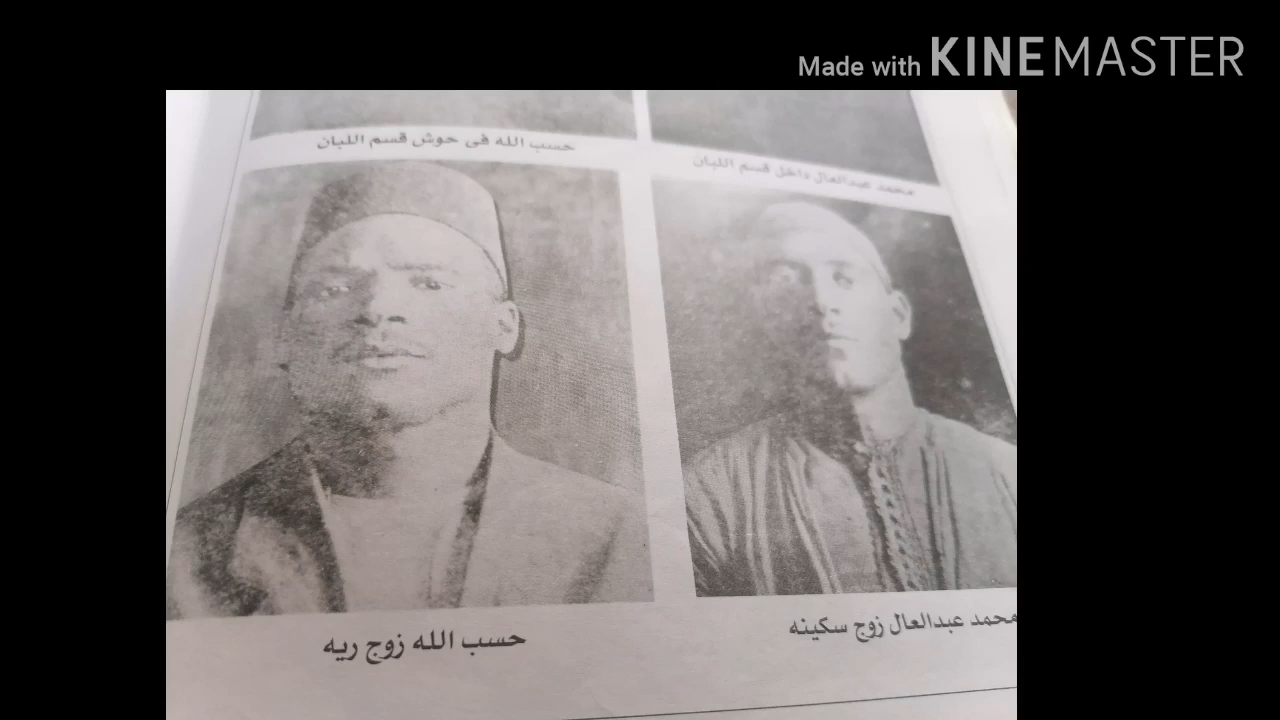 Made with KINEMASTER
حسب الله فى حوش قسم اللبان
محمد عبدالعال داخل قسم اللبان
حسب الله زوج ريه
محمد عبدالعال زوج سكينه